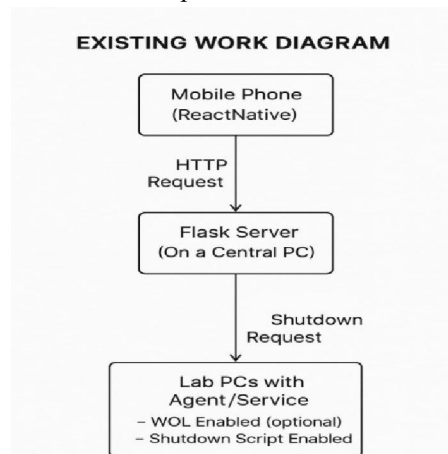 EXISTING WORK DIAGRAM
Mobile Phone
(ReactNative)
HTTP
Request
Flask Server
(On a Central PC)
Shutdown
Request
Lab PCs with
Agent/Service
– WOL Enabled (optional)
– Shutdown Script Enabled